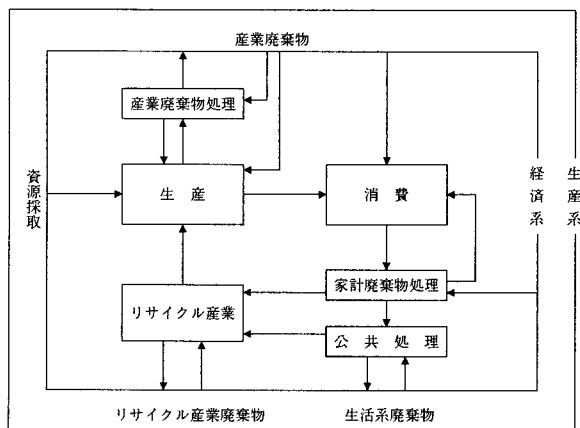 産業廃棄物
産業廃棄物処理
資源採取
生産
消費
経済系
生産系
家計廃棄物処理
リサイクル産業
公共処理
リサイクル産業廃棄物
生活系廃棄物